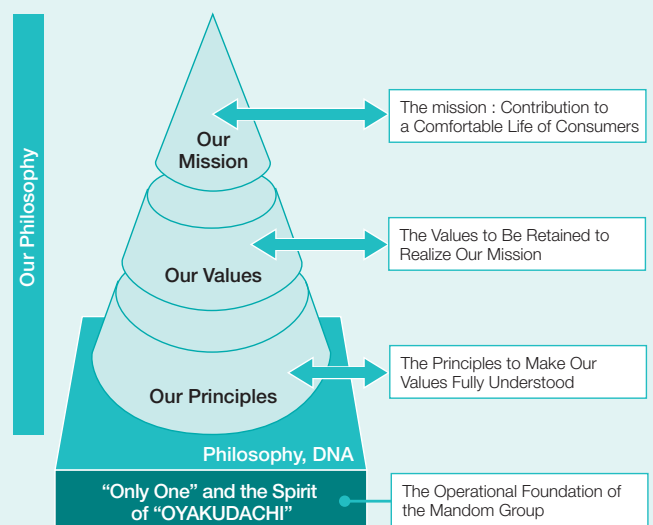 Our Philosophy
Our
Mission
The mission : Contribution to
a Comfortable Life of Consumers
Our Values
The Values to Be Retained to
Realize Our Mission
Our Principles
The Principles to Make Our
Values Fully Understood
Philosophy, DNA
“Only One” and the Spirit
of “OYAKUDACHI”
The Operational Foundation of
the Mandom Group